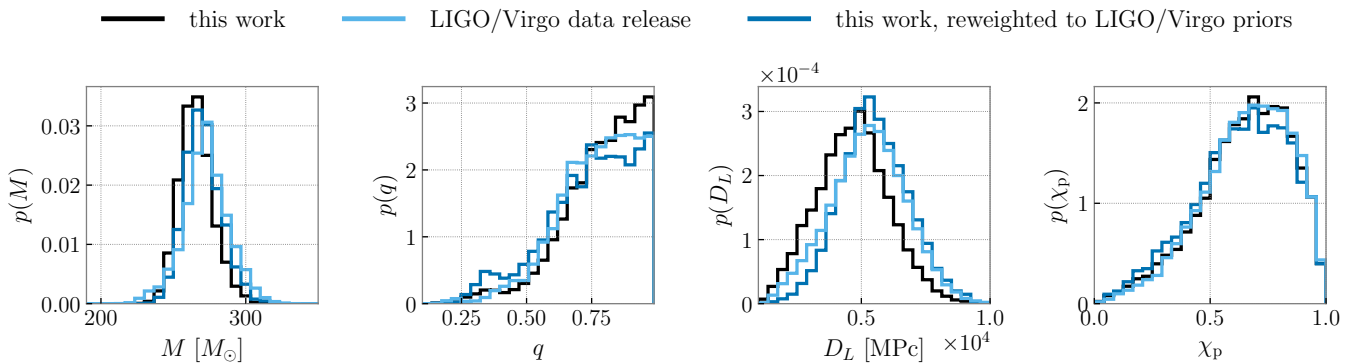 this work LIGO/Virgo data release this work, reweighted to LIGO/Virgo priors
p(M)
0.03
0.02
0.01
0.00
200 300
M [M⊙]
p(q)
3
2
1
0
0.25 0.50 0.75
q
×10⁻⁴
p(D_L)
3
2
1
0
0.5 1.0
D_L [MPc] ×10⁴
p(χ_p)
2
1
0
0.0 0.5 1.0
χ_p